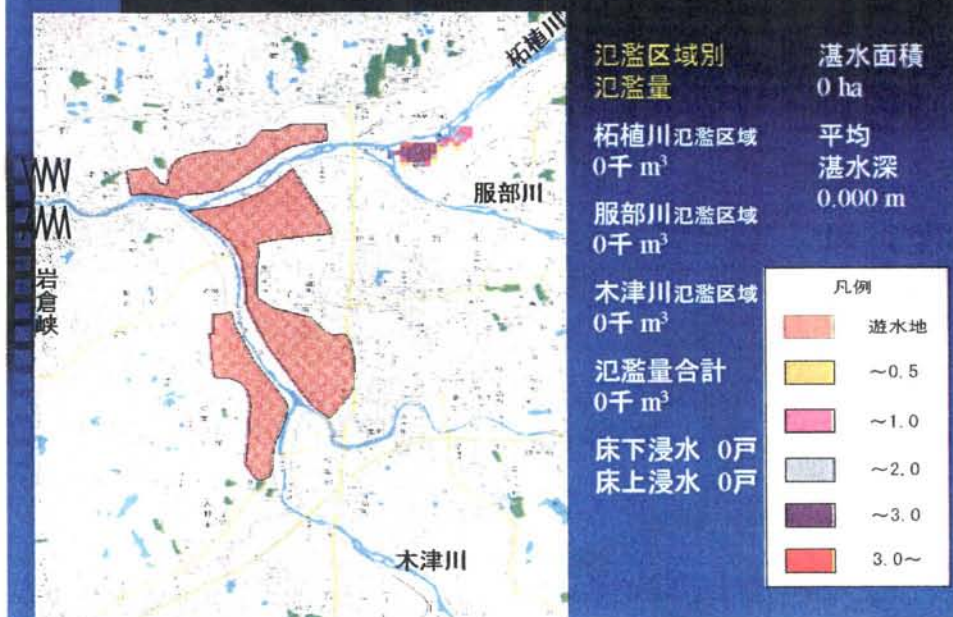 柘植川
服部川
岩倉峡
木津川
氾濫区域別
氾濫量
柘植川氾濫区域
0千 m³
服部川氾濫区域
0千 m³
木津川氾濫区域
0千 m³
氾濫量合計
0千 m³
床下浸水 0戸
床上浸水 0戸
湛水面積
0 ha
平均
湛水深
0.000 m
凡例
遊水地
～0.5
～1.0
～2.0
～3.0
3.0～